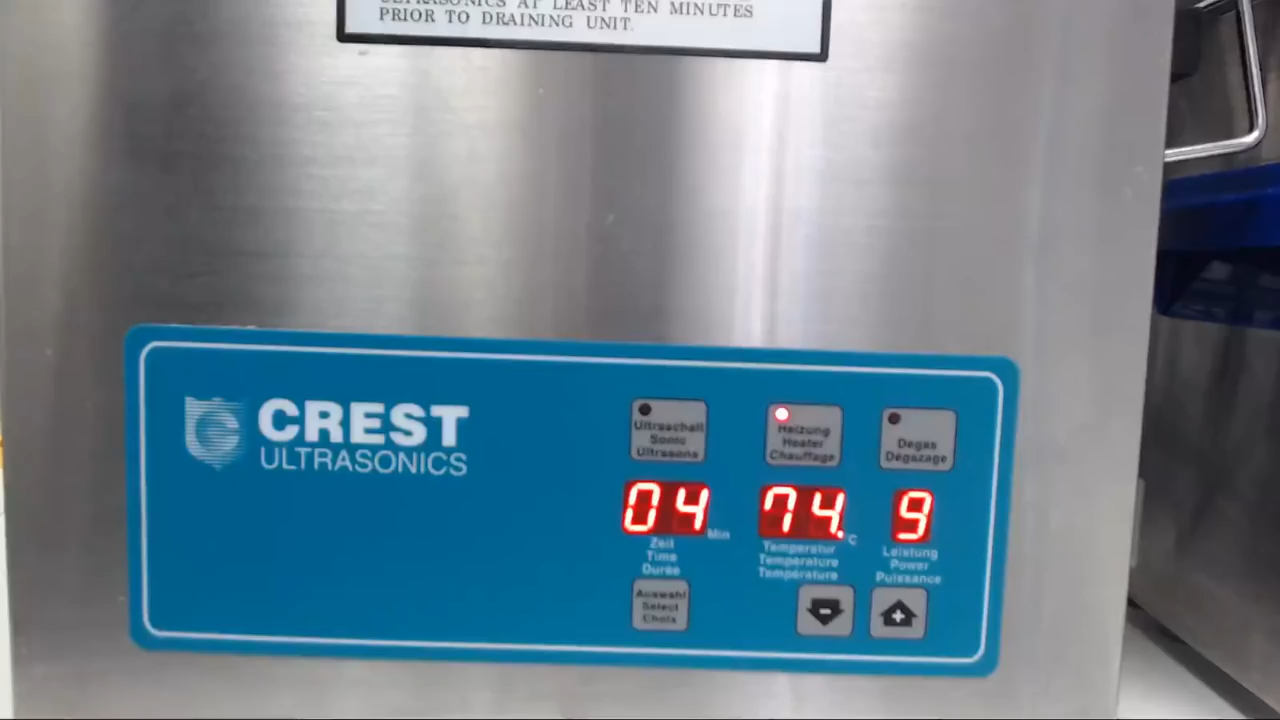 ULTRASONICS AT LEAST TEN MINUTES
PRIOR TO DRAINING UNIT.
CREST
ULTRASONICS
Ultraschall
Sonic
Ultrasons
Heizung
Heater
Chauffage
Degas
Dégazage
04 Min
74. °C
9
Zeit
Time
Durée
Temperatur
Temperature
Température
Leistung
Power
Puissance
Auswahl
Select
Choix
-
+